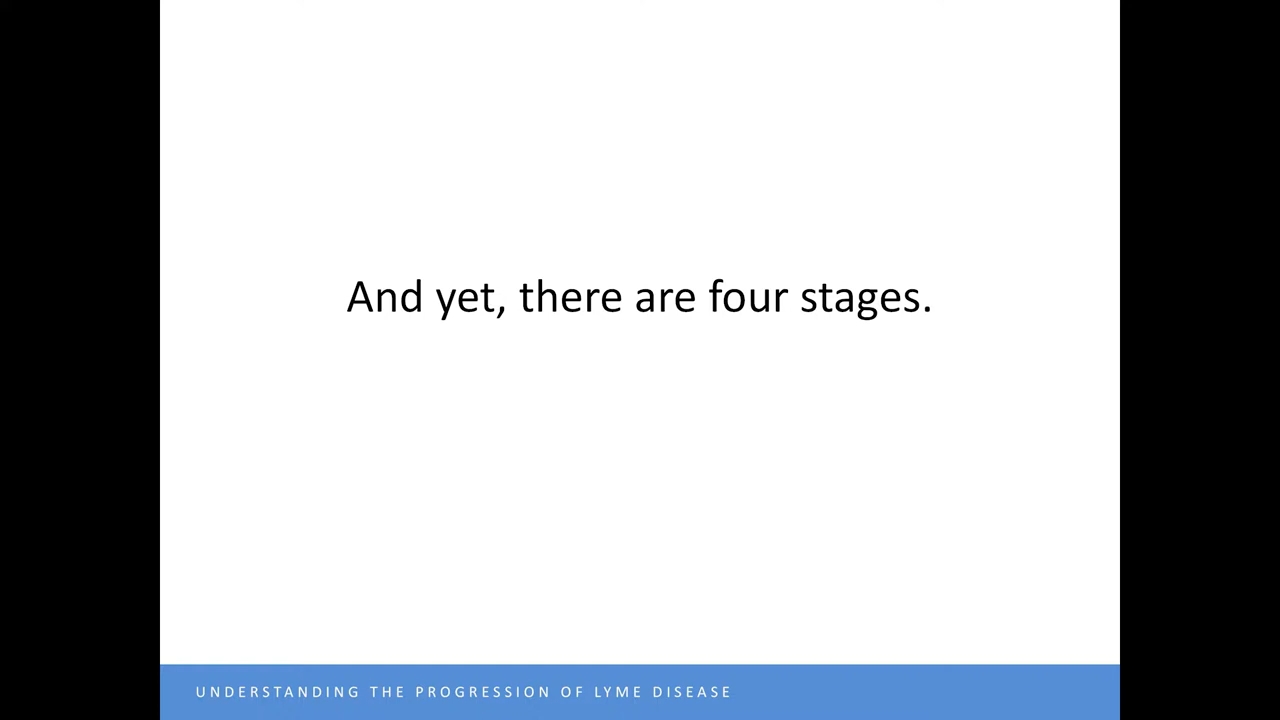 And yet, there are four stages.
UNDERSTANDING THE PROGRESSION OF LYME DISEASE